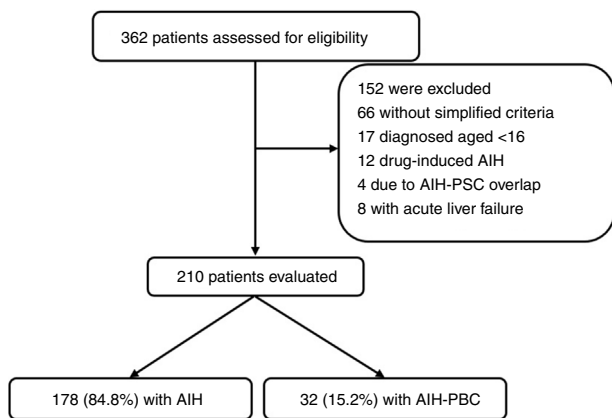 362 patients assessed for eligibility
152 were excluded
66 without simplified criteria
17 diagnosed aged <16
12 drug-induced AIH
4 due to AIH-PSC overlap
8 with acute liver failure
210 patients evaluated
178 (84.8%) with AIH
32 (15.2%) with AIH-PBC